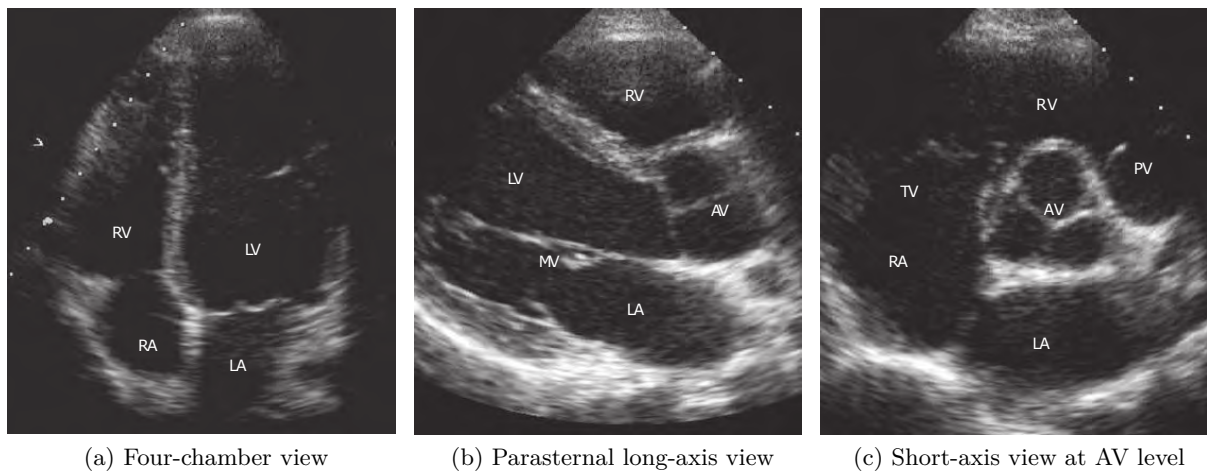 RV
LV
RA
LA
RV
LV
AV
MV
LA
RV
PV
TV
AV
RA
LA
(a) Four-chamber view
(b) Parasternal long-axis view
(c) Short-axis view at AV level